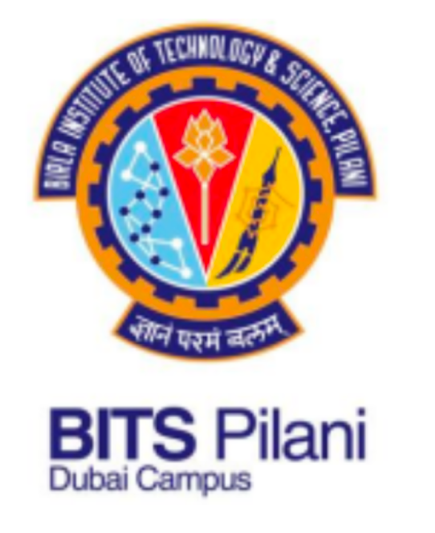 BIRLA INSTITUTE OF TECHNOLOGY & SCIENCE, PILANI
ज्ञानं परमं बलम्
BITS Pilani
Dubai Campus